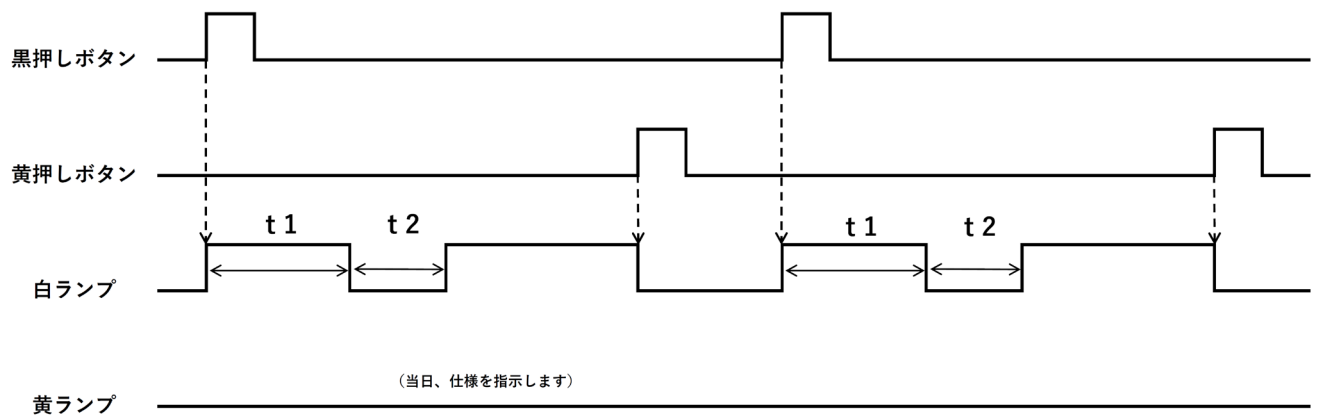 黒押しボタン
黄押しボタン
t 1
t 2
t 1
t 2
白ランプ
（当日、仕様を指示します）
黄ランプ